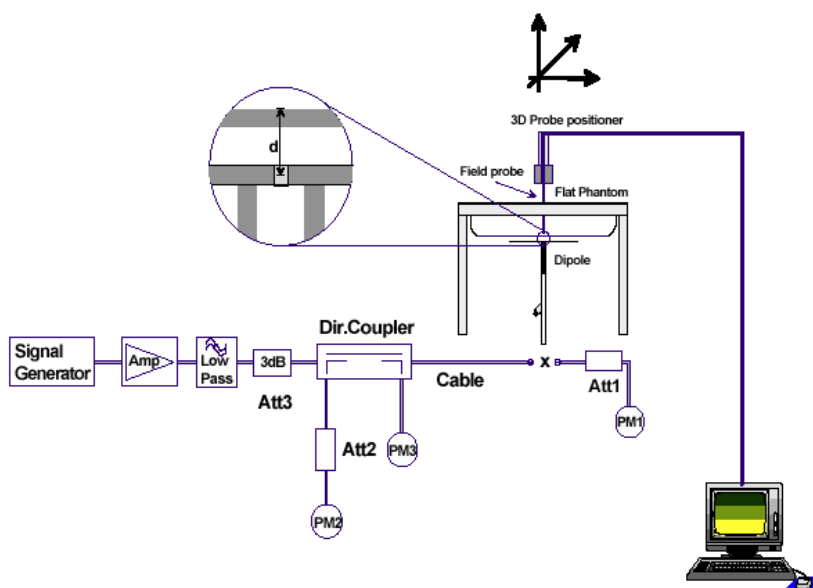 3D Probe positioner
d
Field probe
Flat Phantom
Dipole
Dir.Coupler
Signal
Generator
Amp
Low
Pass
3dB
Att3
Cable
x
Att1
PM1
Att2
PM3
PM2